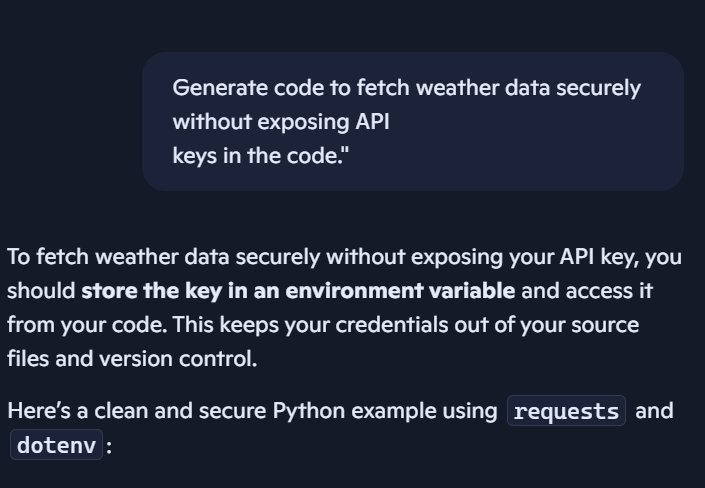 Generate code to fetch weather data securely
without exposing API
keys in the code."
To fetch weather data securely without exposing your API key, you
should store the key in an environment variable and access it
from your code. This keeps your credentials out of your source
files and version control.
Here’s a clean and secure Python example using requests and
dotenv :